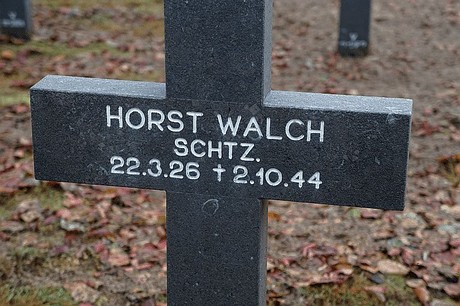 HORST WALCH
SCHTZ.
22.3.26 ✝ 2.10.44